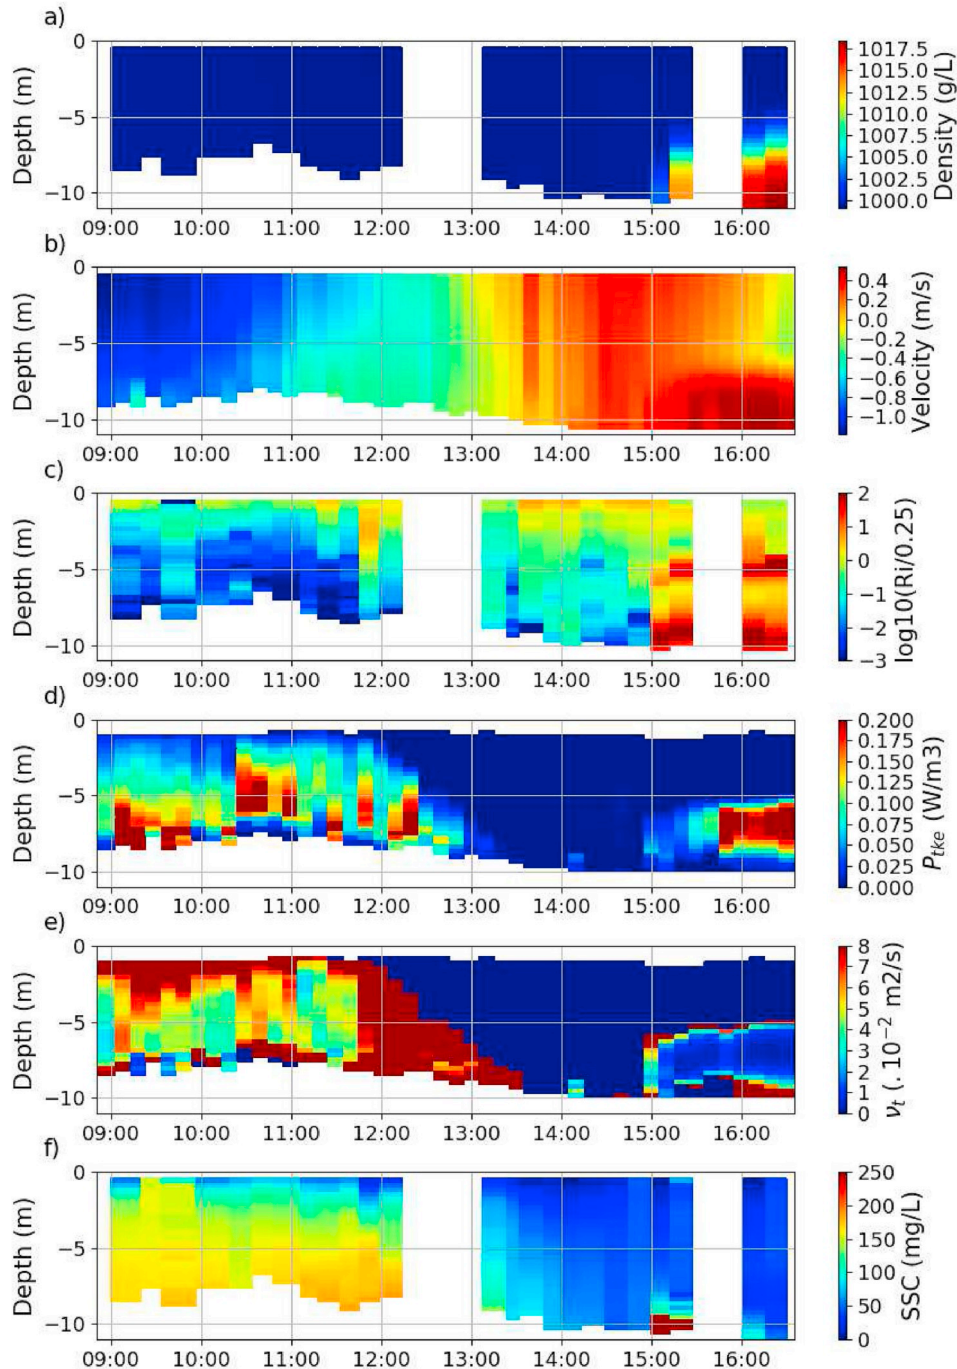 a)
0
−5
−10
Depth (m)
09:00 10:00 11:00 12:00 13:00 14:00 15:00 16:00
1017.5
1015.0
1012.5
1010.0
1007.5
1005.0
1002.5
1000.0
Density (g/L)
b)
0
−5
−10
Depth (m)
09:00 10:00 11:00 12:00 13:00 14:00 15:00 16:00
0.4
0.2
0.0
−0.25
−0.4
−0.6
−0.8
−1.0
Velocity (m/s)
c)
0
−5
−10
Depth (m)
09:00 10:00 11:00 12:00 13:00 14:00 15:00 16:00
2
1
0
−1
−2
−3
log10(Ri/0.25)
d)
0
−5
−10
Depth (m)
09:00 10:00 11:00 12:00 13:00 14:00 15:00 16:00
0.200
0.175
0.150
0.125
0.100
0.075
0.050
0.025
0.000
P_tke (W/m3)
e)
0
−5
−10
Depth (m)
09:00 10:00 11:00 12:00 13:00 14:00 15:00 16:00
8
7
6
5
4
3
2
1
0
ν_t (.10⁻² m2/s)
f)
0
−5
−10
Depth (m)
09:00 10:00 11:00 12:00 13:00 14:00 15:00 16:00
250
200
150
100
50
0
SSC (mg/L)